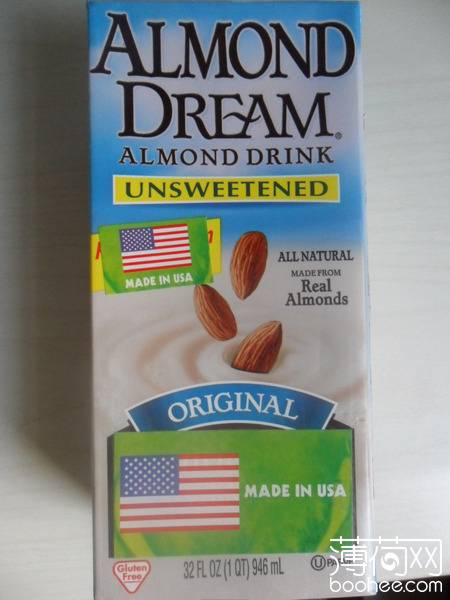 ALMOND
DREAM®
ALMOND DRINK
UNSWEETENED
MADE IN USA
ALL NATURAL
MADE FROM
Real
Almonds
ORIGINAL
MADE IN USA
Gluten
Free
32 FL OZ (1 QT) 946 mL
薄荷网
boohee.com